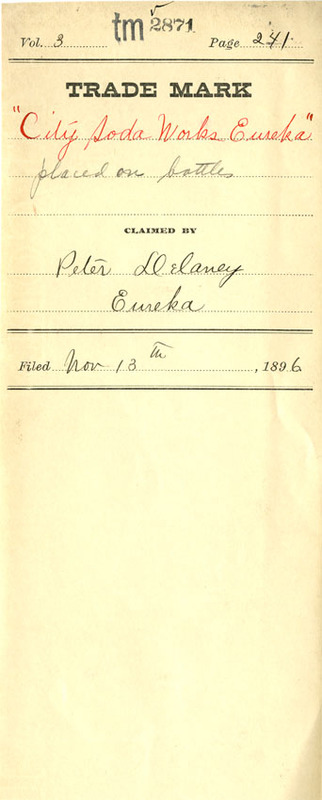 tm 2871
Vol. 3 Page 241
TRADE MARK
"City Soda Works Eureka"
placed on bottles
CLAIMED BY
Peter Delaney
Eureka
Filed Nov 13th, 1896